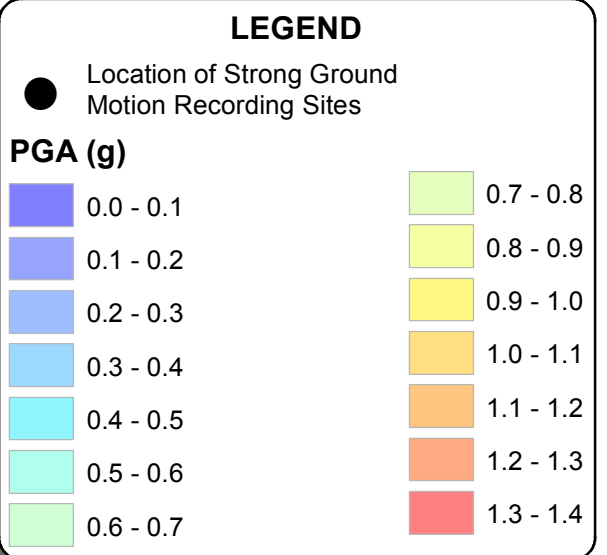 LEGEND
Location of Strong Ground
Motion Recording Sites
PGA (g)
0.0 - 0.1
0.1 - 0.2
0.2 - 0.3
0.3 - 0.4
0.4 - 0.5
0.5 - 0.6
0.6 - 0.7
0.7 - 0.8
0.8 - 0.9
0.9 - 1.0
1.0 - 1.1
1.1 - 1.2
1.2 - 1.3
1.3 - 1.4